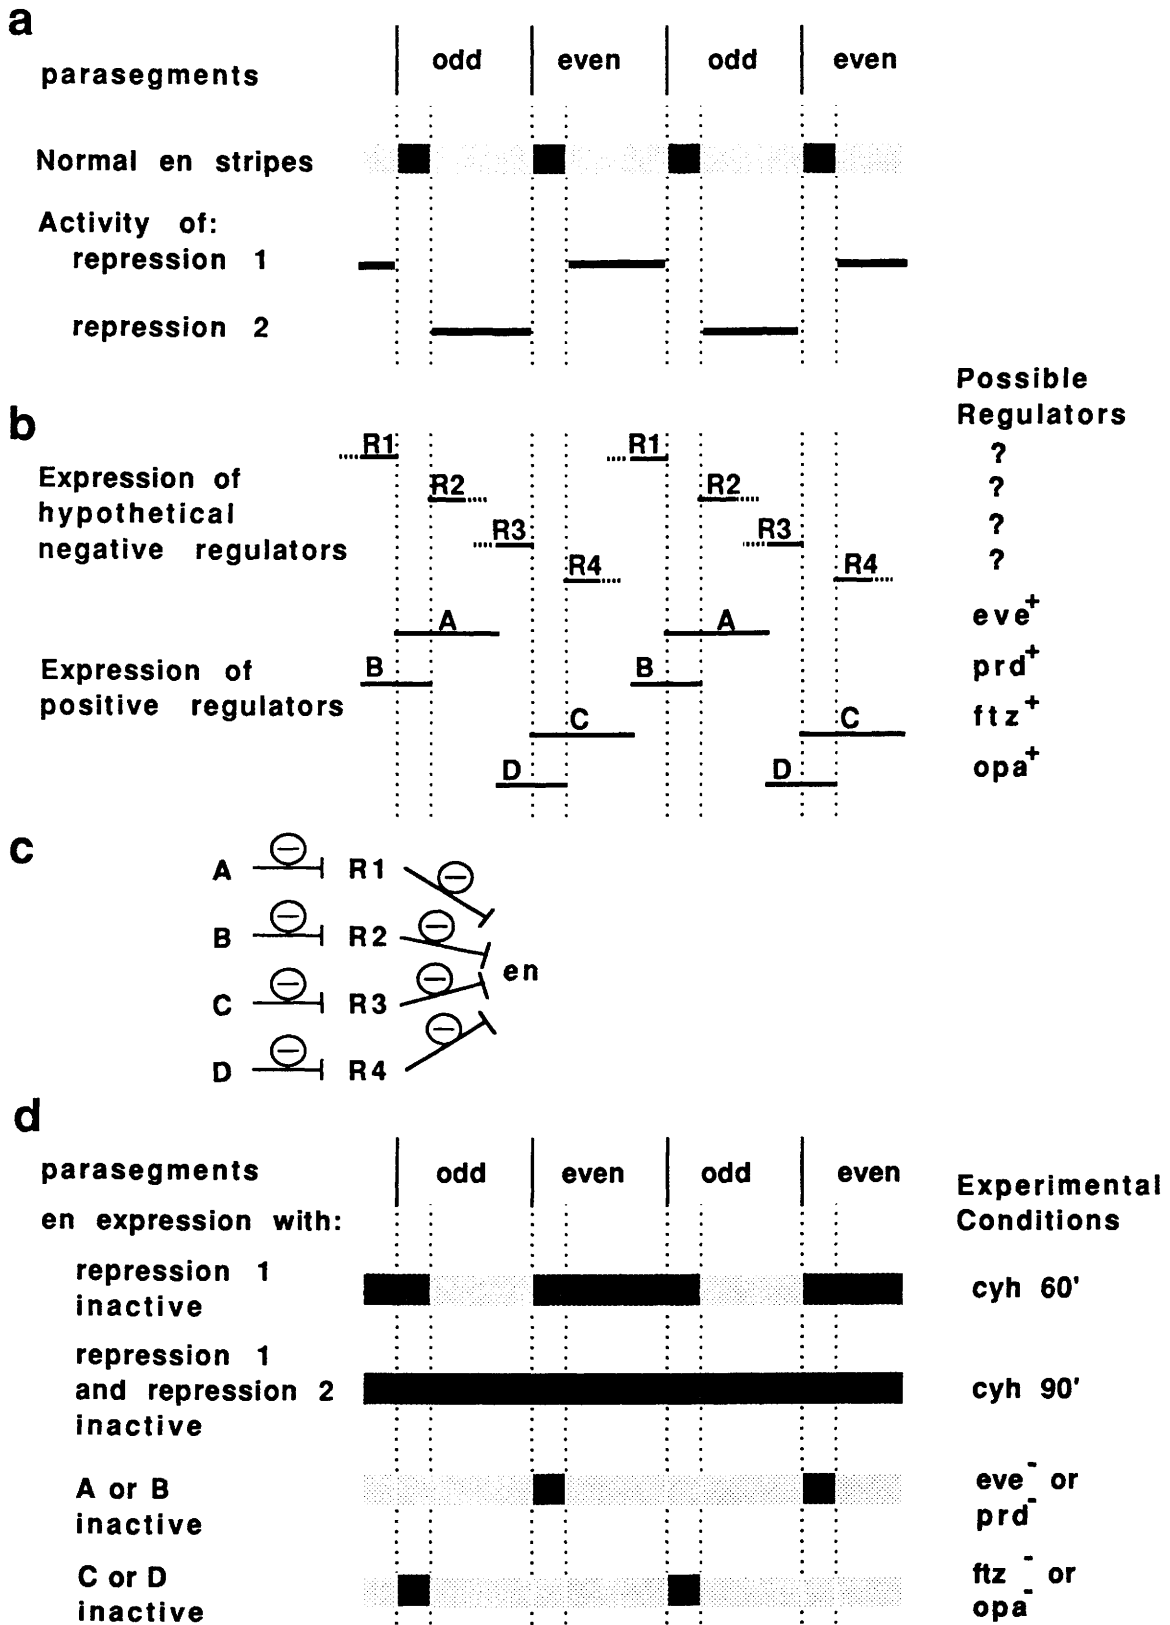 a
parasegments odd even odd even
Normal en stripes
Activity of:
repression 1
repression 2
Possible
Regulators
b
R1 R1 ?
Expression of R2 R2 ?
hypothetical R3 R3 ?
negative regulators R4 R4 ?
A A eve+
Expression of B B prd+
positive regulators C C ftz+
D D opa+
c
A − R1 −
B − R2 −
en
C − R3 −
D − R4 −
d
parasegments odd even odd even
Experimental
Conditions
en expression with:
repression 1
inactive
cyh 60'
repression 1
and repression 2
inactive
cyh 90'
A or B
inactive
eve- or
prd-
C or D
inactive
ftz - or
opa-